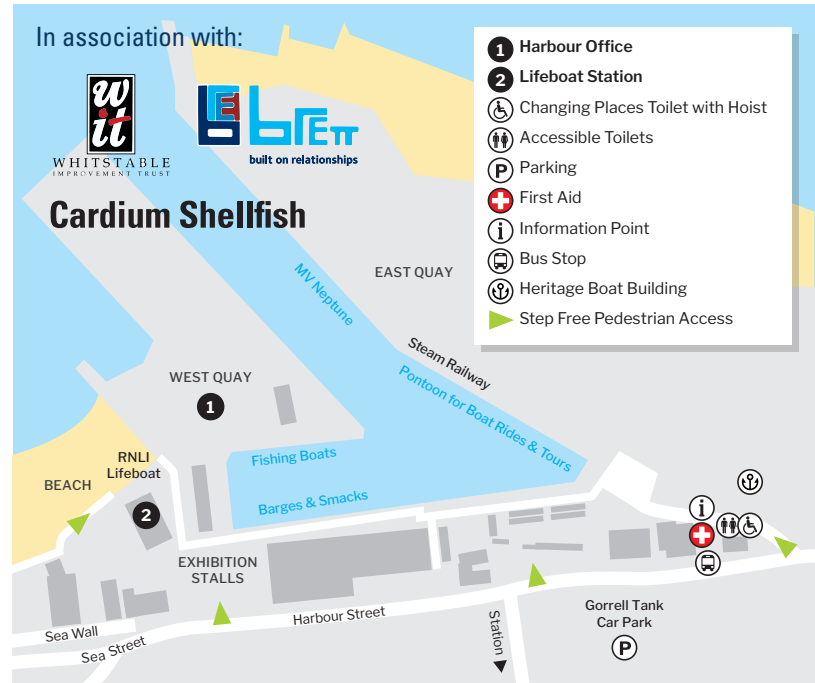 In association with:
wit
WHITSTABLE
IMPROVEMENT TRUST
brett
built on relationships
Cardium Shellfish
1 Harbour Office
2 Lifeboat Station
Changing Places Toilet with Hoist
Accessible Toilets
P Parking
First Aid
i Information Point
Bus Stop
Heritage Boat Building
Step Free Pedestrian Access
MV Neptune
EAST QUAY
Steam Railway
Pontoon for Boat Rides & Tours
WEST QUAY
1
Fishing Boats
Barges & Smacks
RNLI
Lifeboat
BEACH
2
EXHIBITION
STALLS
i
Harbour Street
Sea Wall
Sea Street
Station
Gorrell Tank
Car Park
P